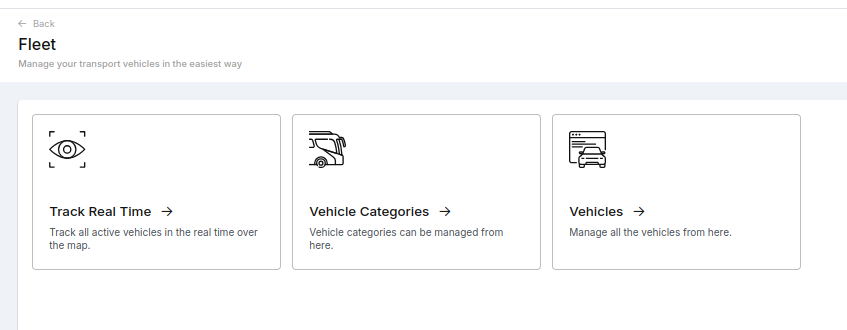 Back
Fleet
Manage your transport vehicles in the easiest way
Track Real Time
Track all active vehicles in the real time over
the map.
Vehicle Categories
Vehicle categories can be managed from
here.
Vehicles
Manage all the vehicles from here.